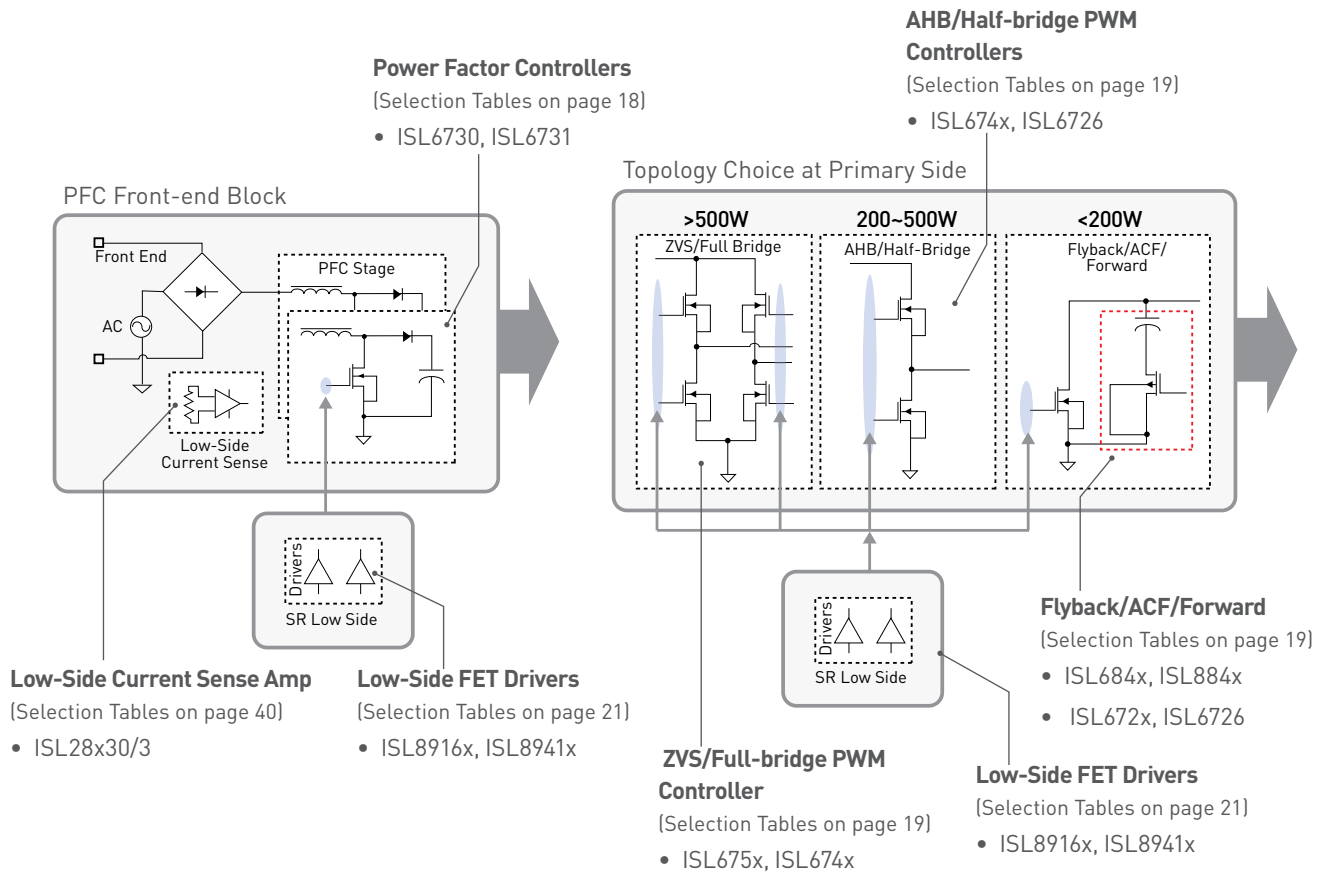 AHB/Half-bridge PWM
Controllers
(Selection Tables on page 19)
• ISL674x, ISL6726
Power Factor Controllers
(Selection Tables on page 18)
• ISL6730, ISL6731
PFC Front-end Block
Front End
AC
PFC Stage
Low-Side
Current Sense
Topology Choice at Primary Side
>500W
ZVS/Full Bridge
200~500W
AHB/Half-Bridge
<200W
Flyback/ACF/
Forward
Drivers
SR Low Side
Drivers
SR Low Side
Low-Side Current Sense Amp
(Selection Tables on page 40)
• ISL28x30/3
Low-Side FET Drivers
(Selection Tables on page 21)
• ISL8916x, ISL8941x
ZVS/Full-bridge PWM
Controller
(Selection Tables on page 19)
• ISL675x, ISL674x
Flyback/ACF/Forward
(Selection Tables on page 19)
• ISL684x, ISL884x
• ISL672x, ISL6726
Low-Side FET Drivers
(Selection Tables on page 21)
• ISL8916x, ISL8941x